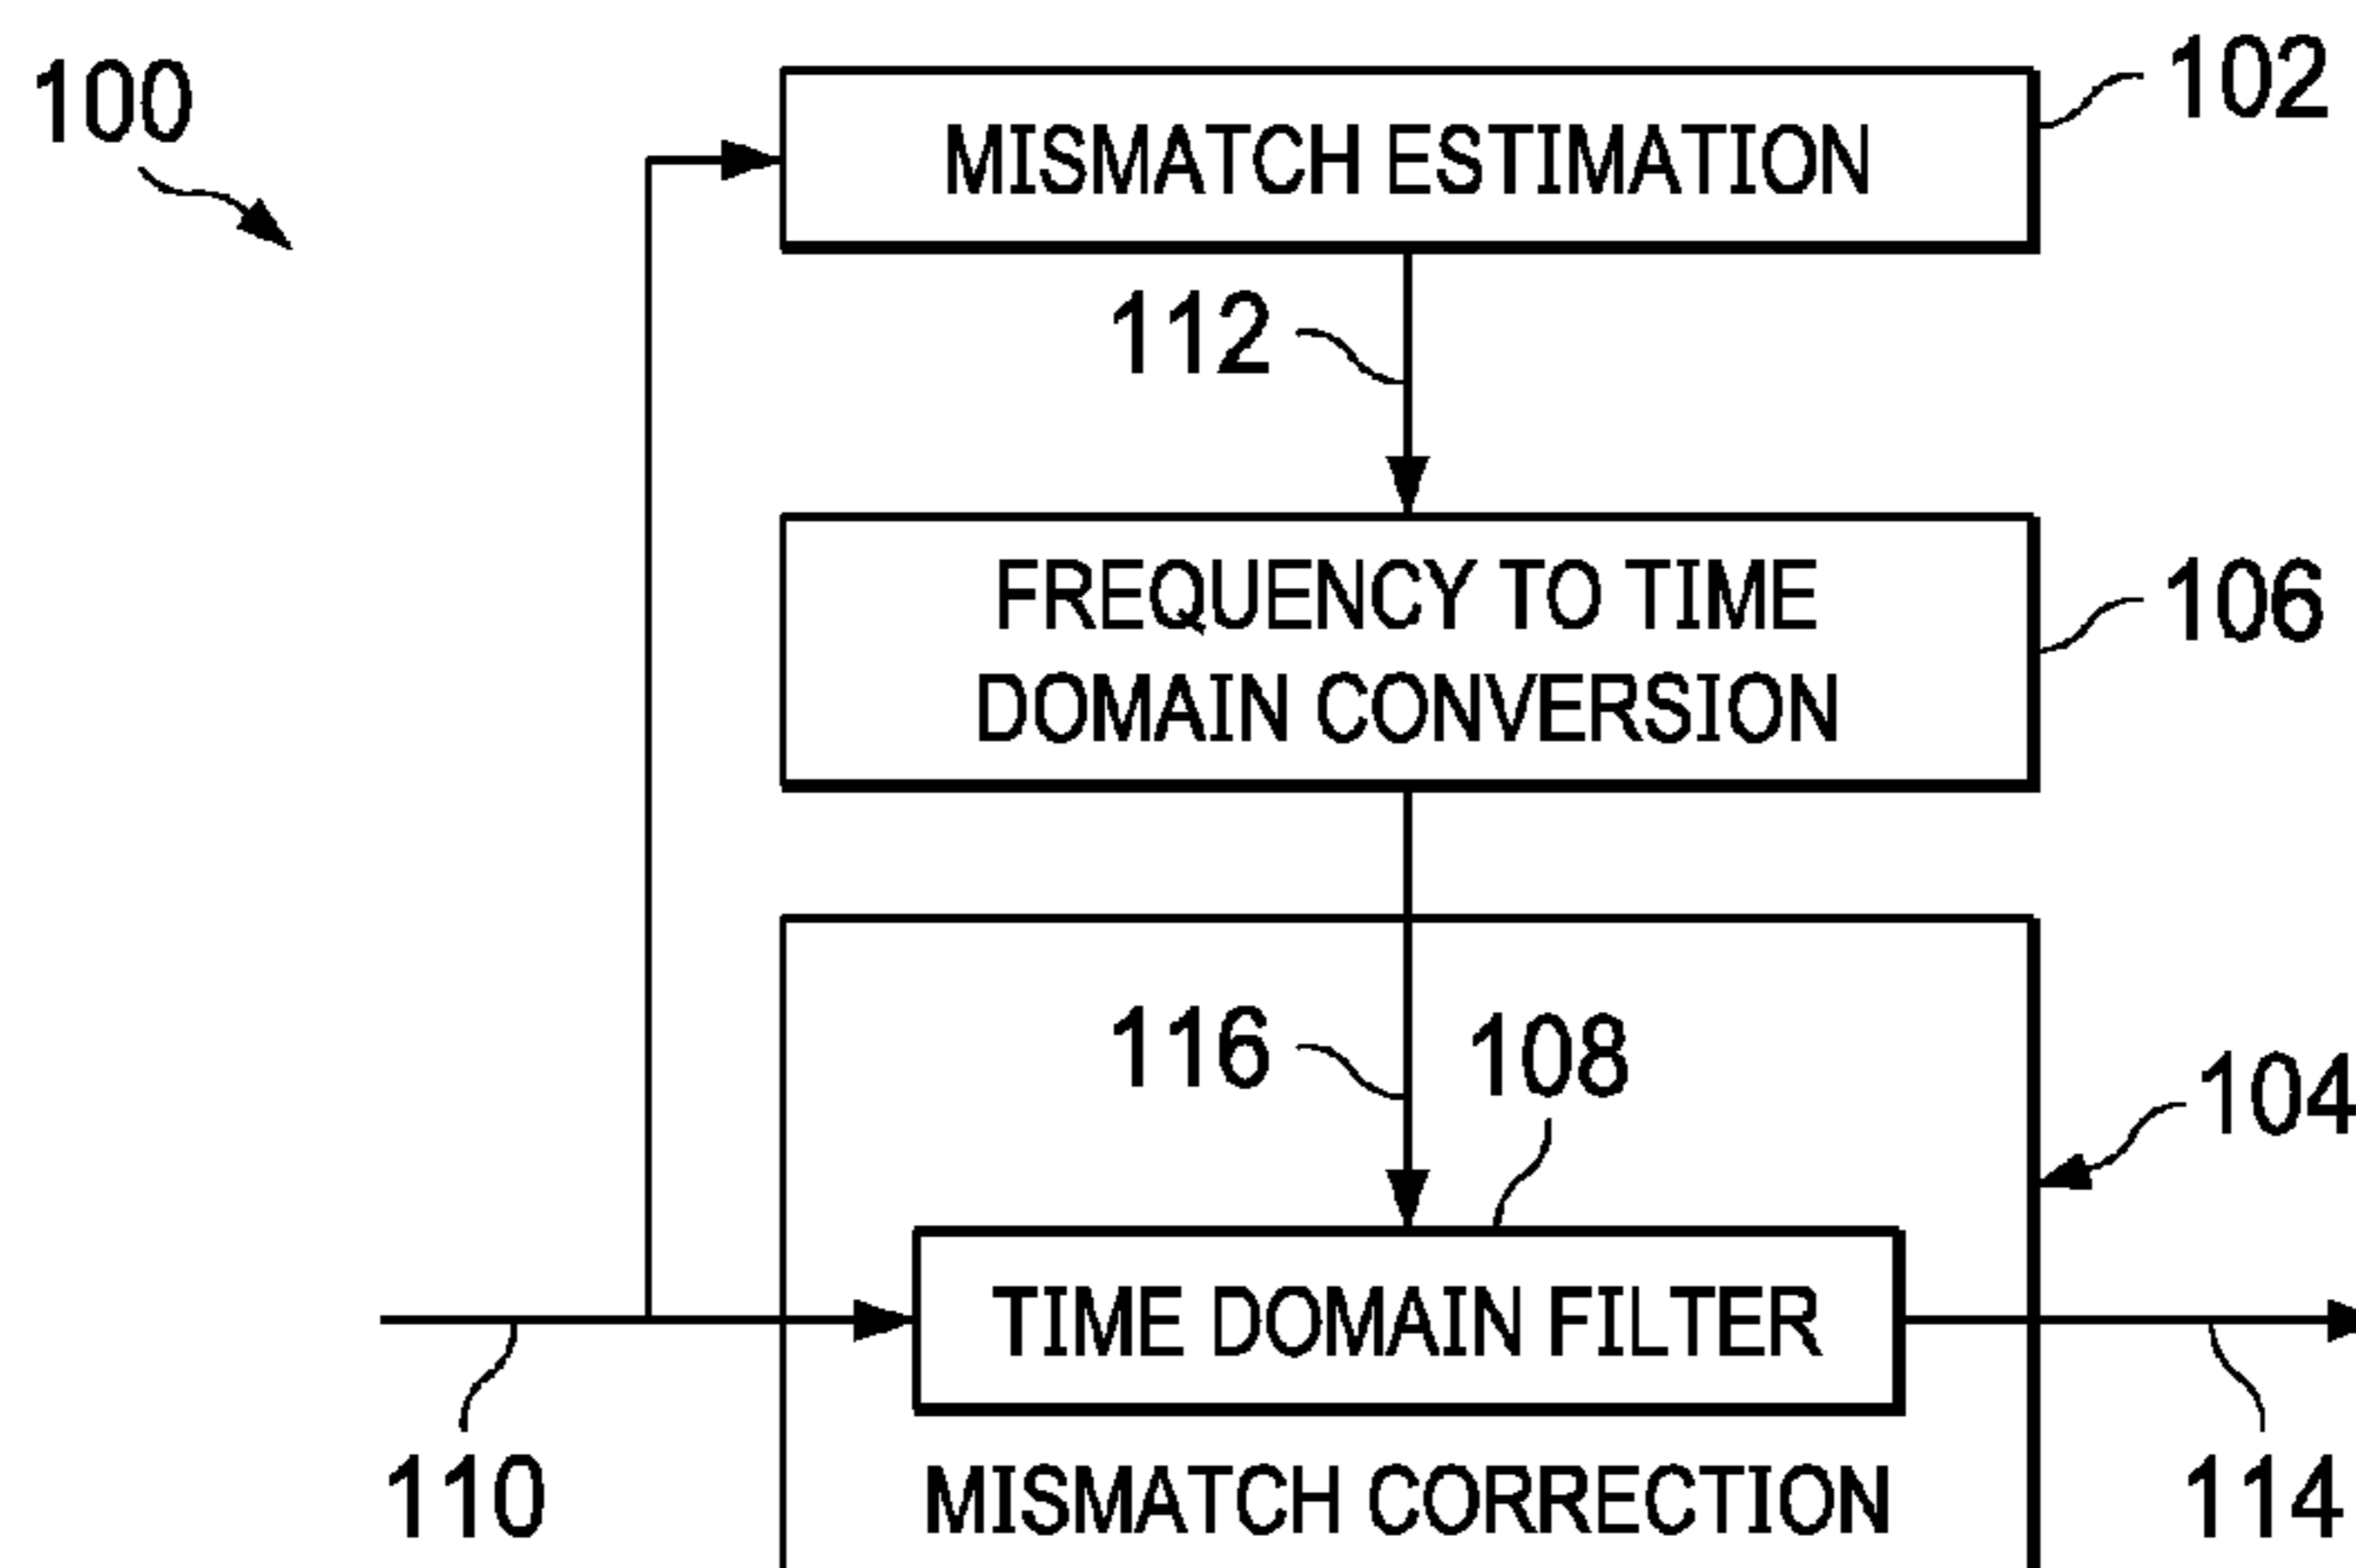 100
102
MISMATCH ESTIMATION
112
FREQUENCY TO TIME
DOMAIN CONVERSION
106
116
108
104
TIME DOMAIN FILTER
110
MISMATCH CORRECTION
114